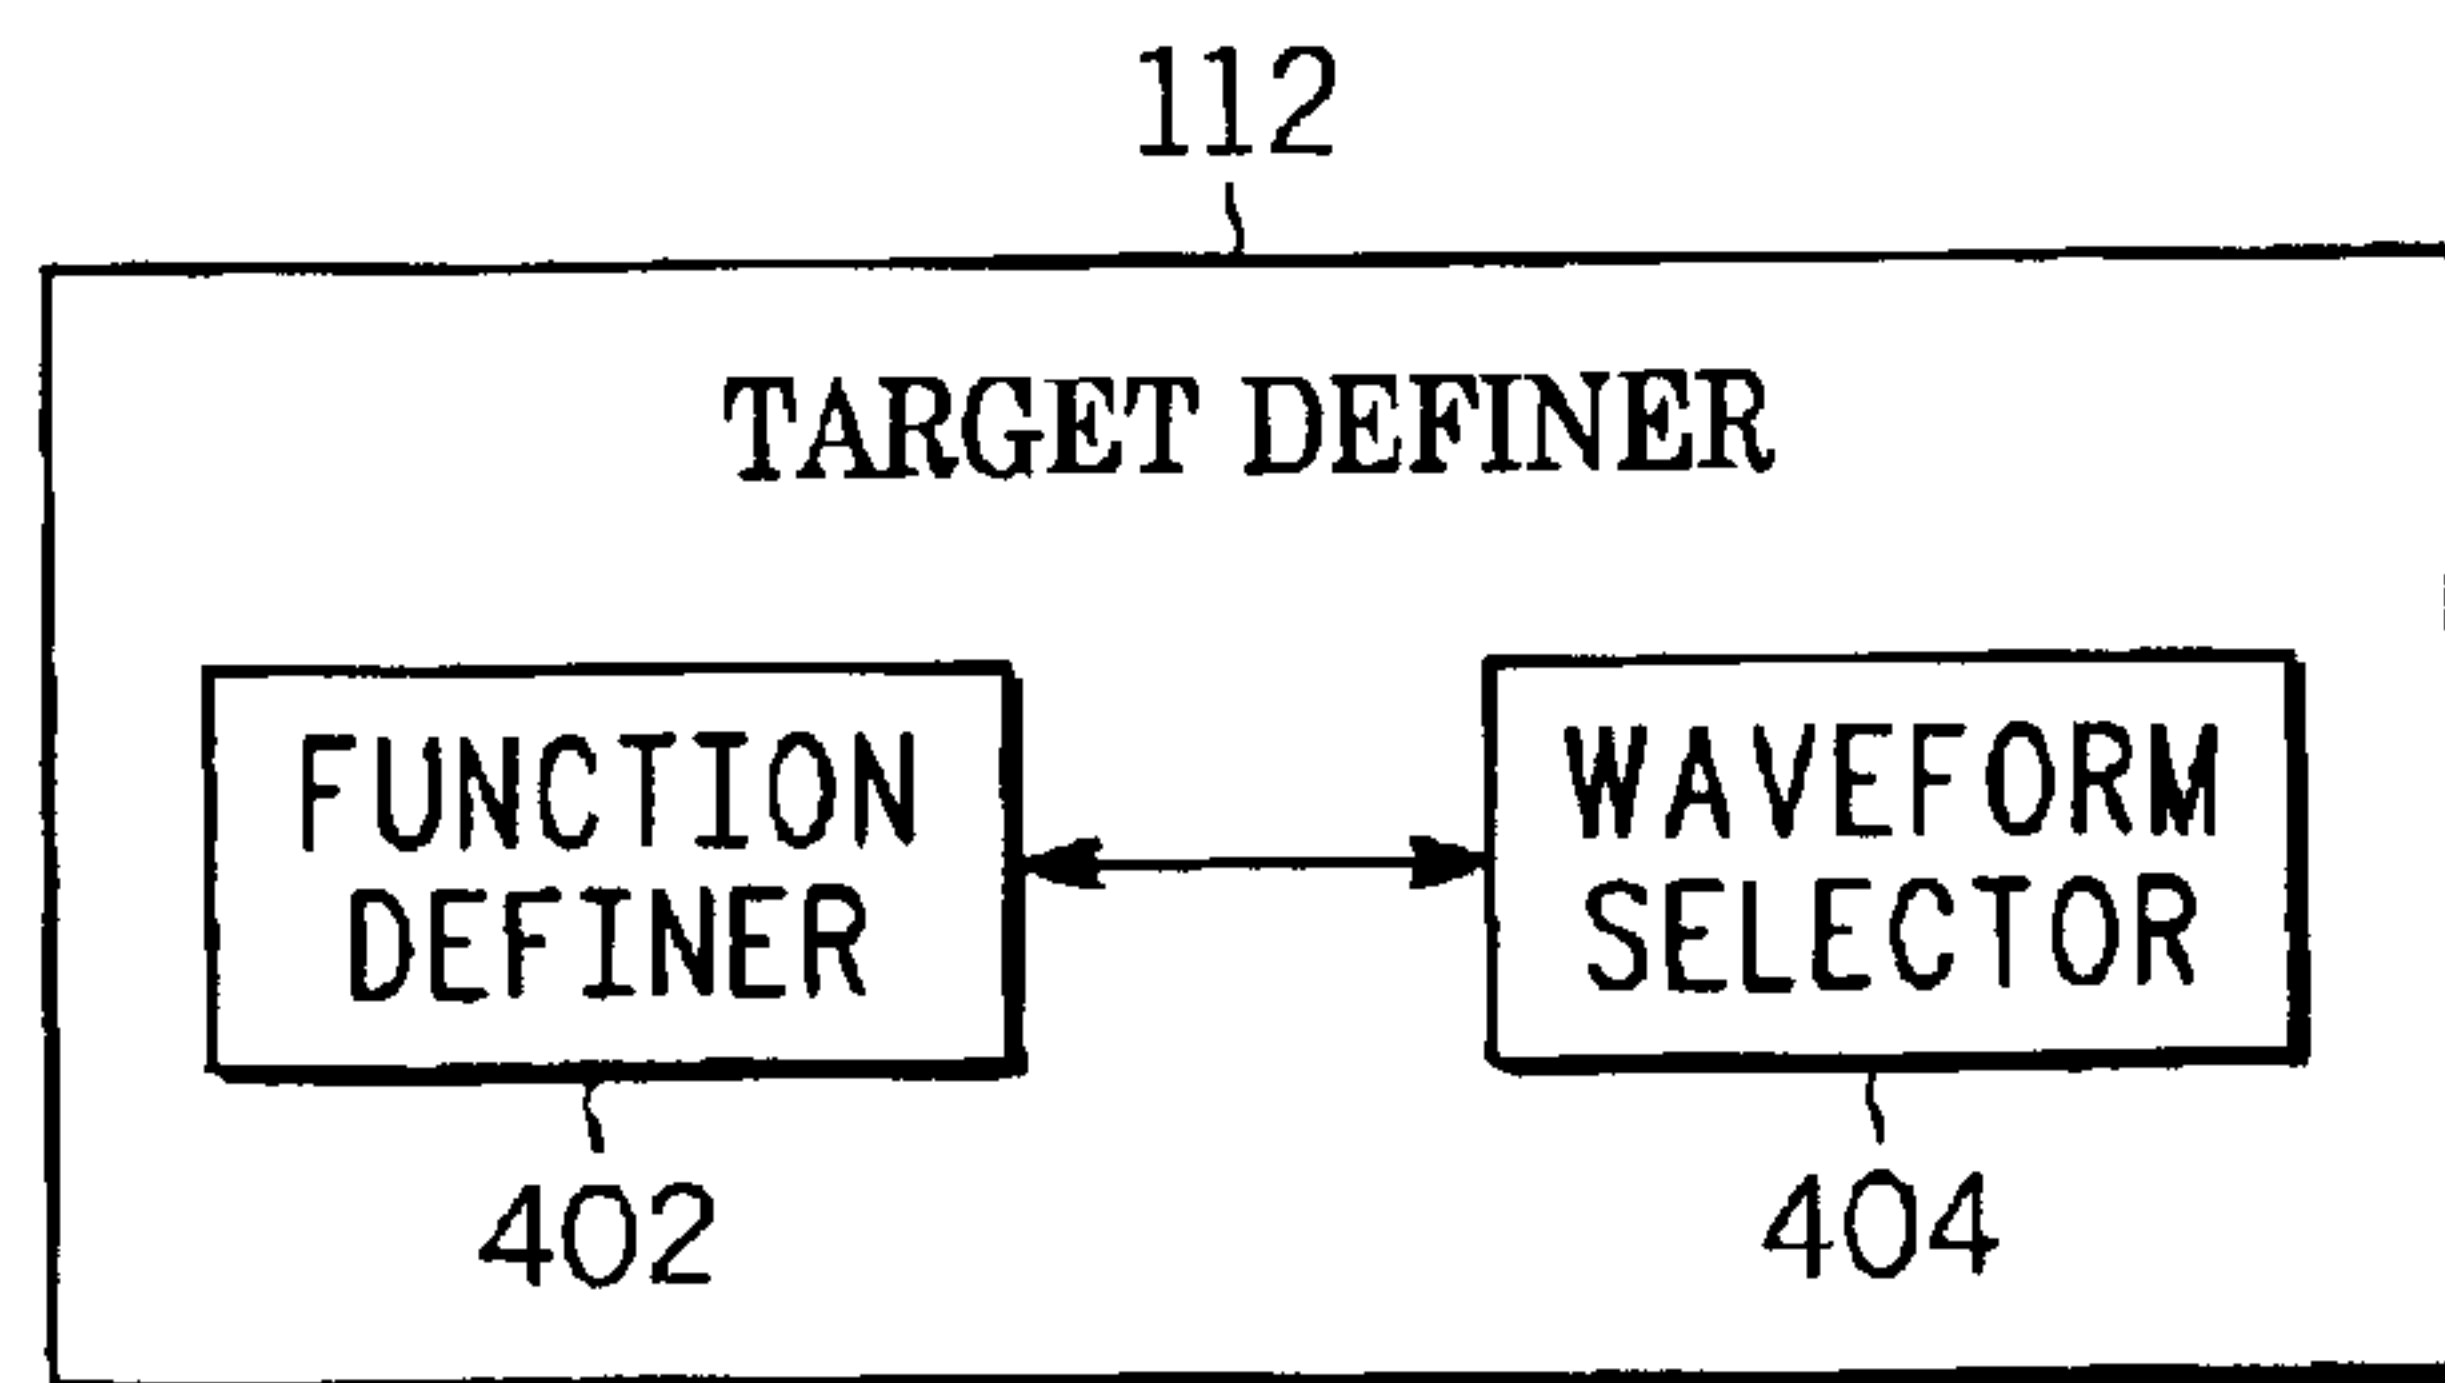 112
TARGET DEFINER
FUNCTION
DEFINER
WAVEFORM
SELECTOR
402
404